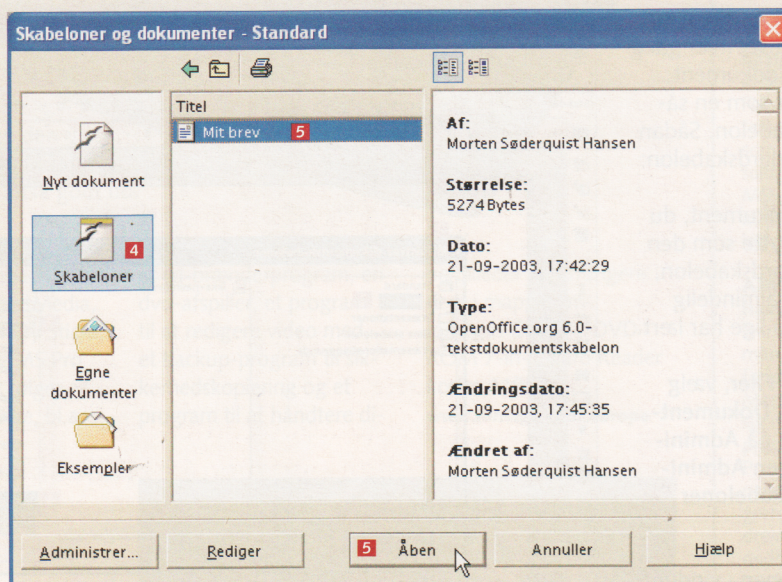 Skabeloner og dokumenter - Standard
Nyt dokument
Skabeloner
4
Egne
dokumenter
Eksempler
Titel
Mit brev 5
Af:
Morten Søderquist Hansen
Størrelse:
5274 Bytes
Dato:
21-09-2003, 17:42:29
Type:
OpenOffice.org 6.0-
tekstdokumentskabelon
Ændringsdato:
21-09-2003, 17:45:35
Ændret af:
Morten Søderquist Hansen
Administrer...
Rediger
5 Åben
Annuller
Hjælp